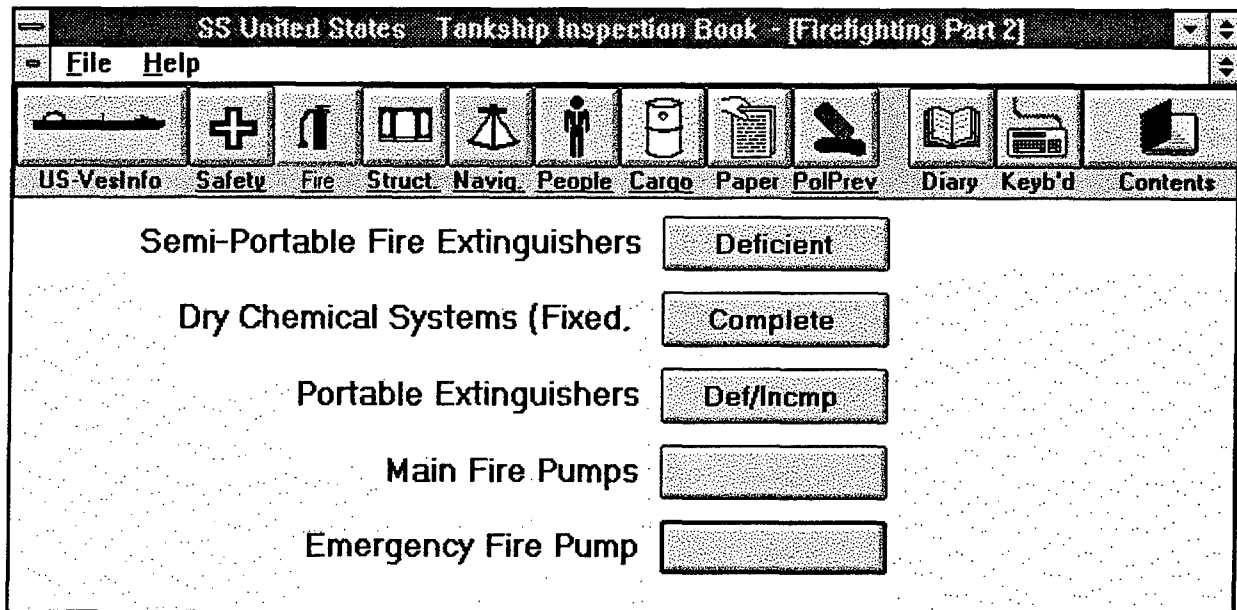 SS United States Tankship Inspection Book - [Firefighting Part 2]
File Help
US-VesInfo Safety Fire Struct. Navig. People Cargo Paper PolPrev Diary Keyb'd Contents
Semi-Portable Fire Extinguishers Deficient
Dry Chemical Systems (Fixed, Complete
Portable Extinguishers Def/Incmp
Main Fire Pumps
Emergency Fire Pump